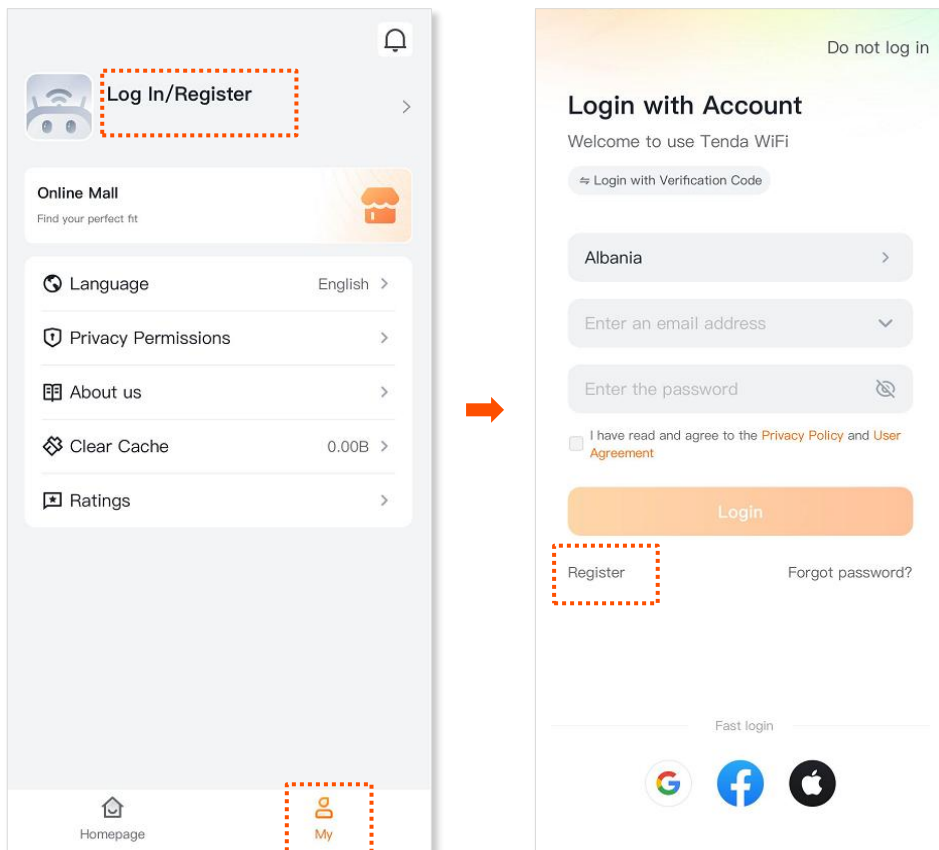 Log In/Register
Online Mall
Find your perfect fit
Language English
Privacy Permissions
About us
Clear Cache 0.00B
Ratings
Homepage My
Do not log in
Login with Account
Welcome to use Tenda WiFi
Login with Verification Code
Albania
Enter an email address
Enter the password
I have read and agree to the Privacy Policy and User
Agreement
Login
Register Forgot password?
Fast login